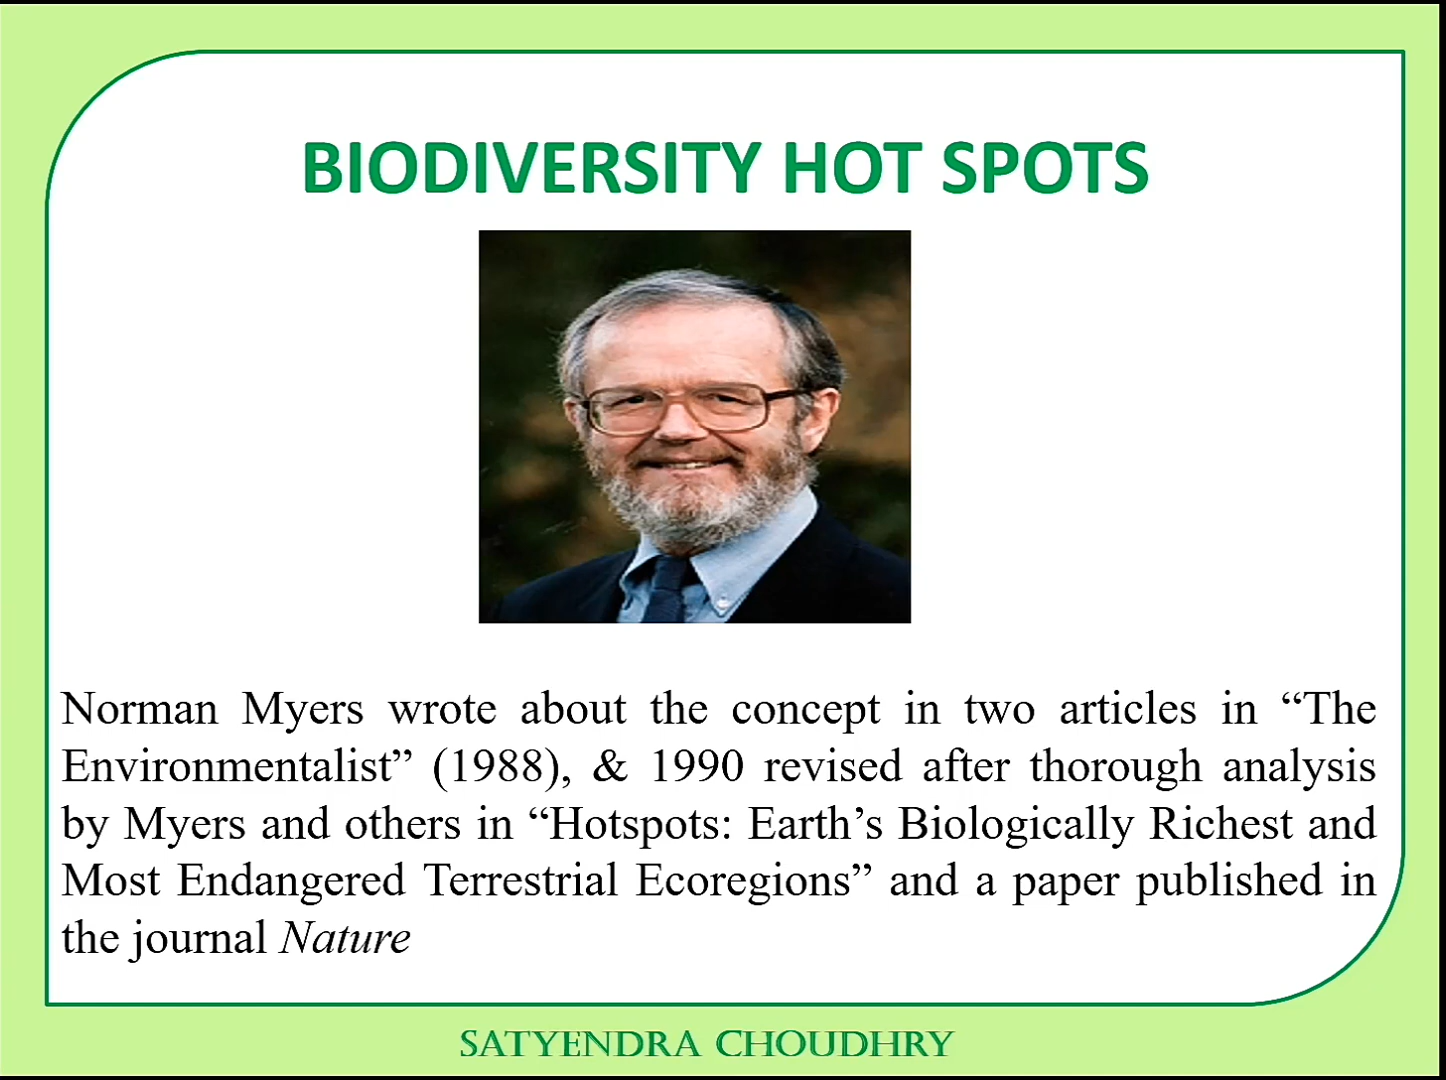 BIODIVERSITY HOT SPOTS
Norman Myers wrote about the concept in two articles in “The
Environmentalist” (1988), & 1990 revised after thorough analysis
by Myers and others in “Hotspots: Earth’s Biologically Richest and
Most Endangered Terrestrial Ecoregions” and a paper published in
the journal Nature
SATYENDRA CHOUDHRY